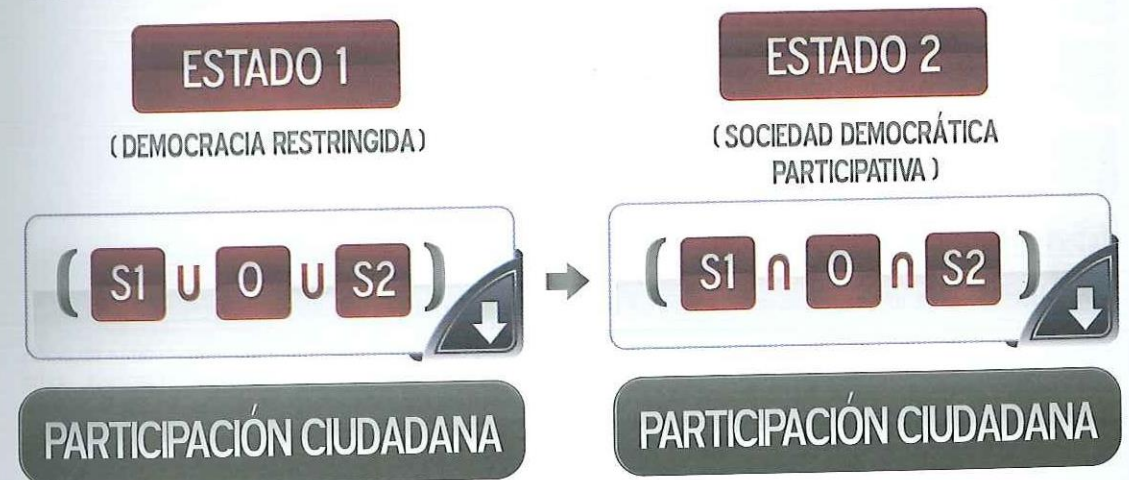 ESTADO 1
( DEMOCRACIA RESTRINGIDA )
( S1 ∪ O ∪ S2 )
PARTICIPACIÓN CIUDADANA
ESTADO 2
( SOCIEDAD DEMOCRÁTICA
PARTICIPATIVA )
( S1 ∩ O ∩ S2 )
PARTICIPACIÓN CIUDADANA